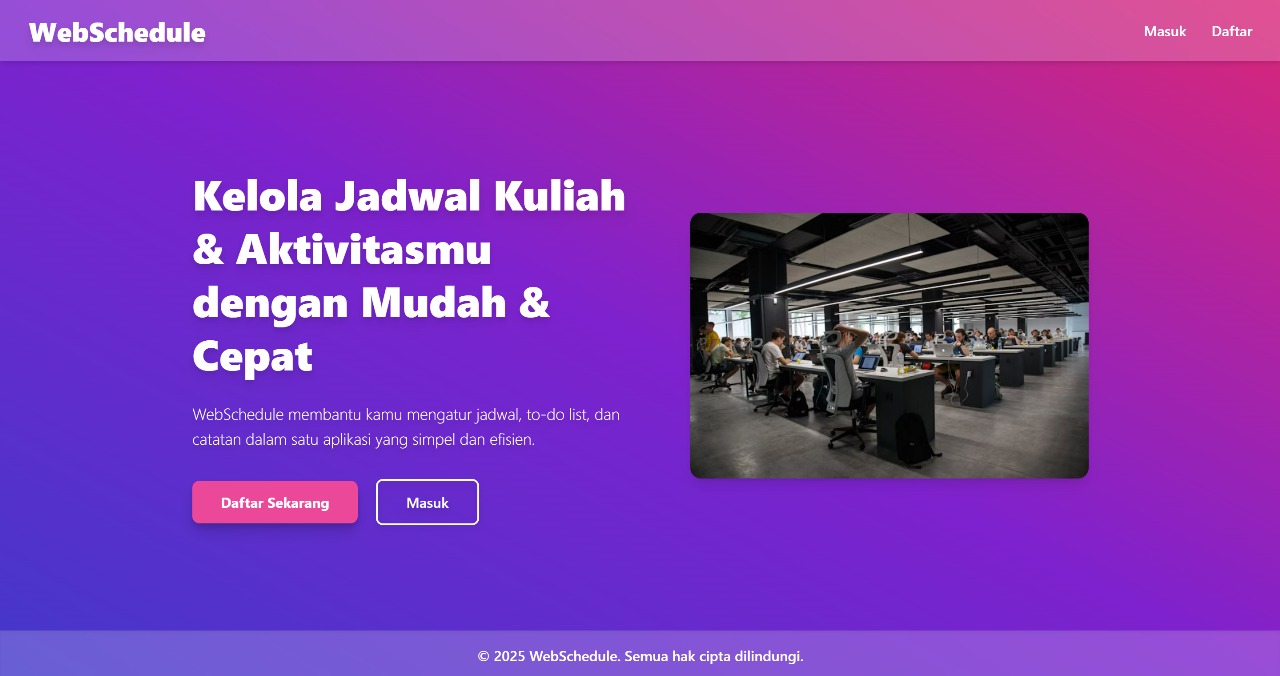 WebSchedule
Masuk
Daftar
Kelola Jadwal Kuliah
& Aktivitasmu
dengan Mudah &
Cepat
WebSchedule membantu kamu mengatur jadwal, to-do list, dan
catatan dalam satu aplikasi yang simpel dan efisien.
Daftar Sekarang
Masuk
© 2025 WebSchedule. Semua hak cipta dilindungi.